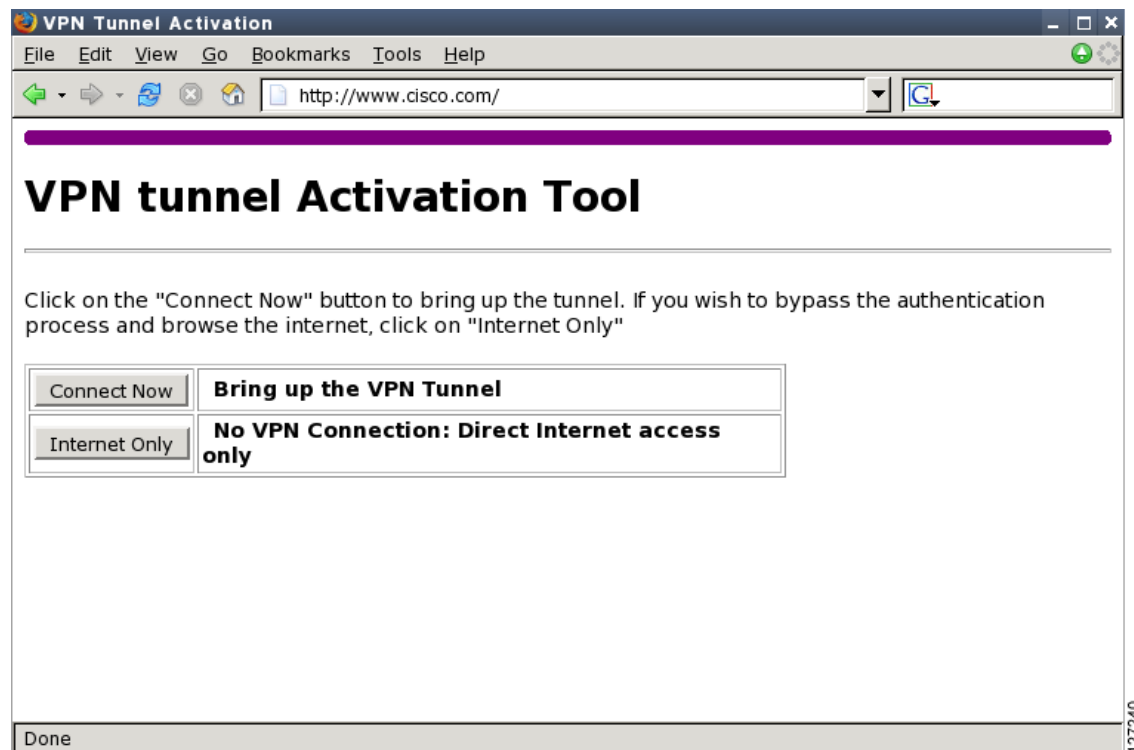 VPN Tunnel Activation
File Edit View Go Bookmarks Tools Help
http://www.cisco.com/
G
VPN tunnel Activation Tool
Click on the "Connect Now" button to bring up the tunnel. If you wish to bypass the authentication
process and browse the internet, click on "Internet Only"
Connect Now
Bring up the VPN Tunnel
Internet Only
No VPN Connection: Direct Internet access
only
Done